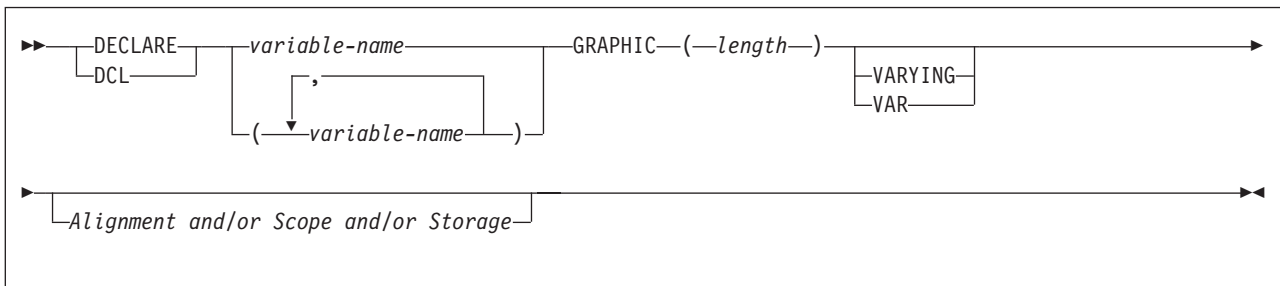 DECLARE variable-name GRAPHIC ( length )
DCL , VARYING
VAR
( variable-name )
Alignment and/or Scope and/or Storage